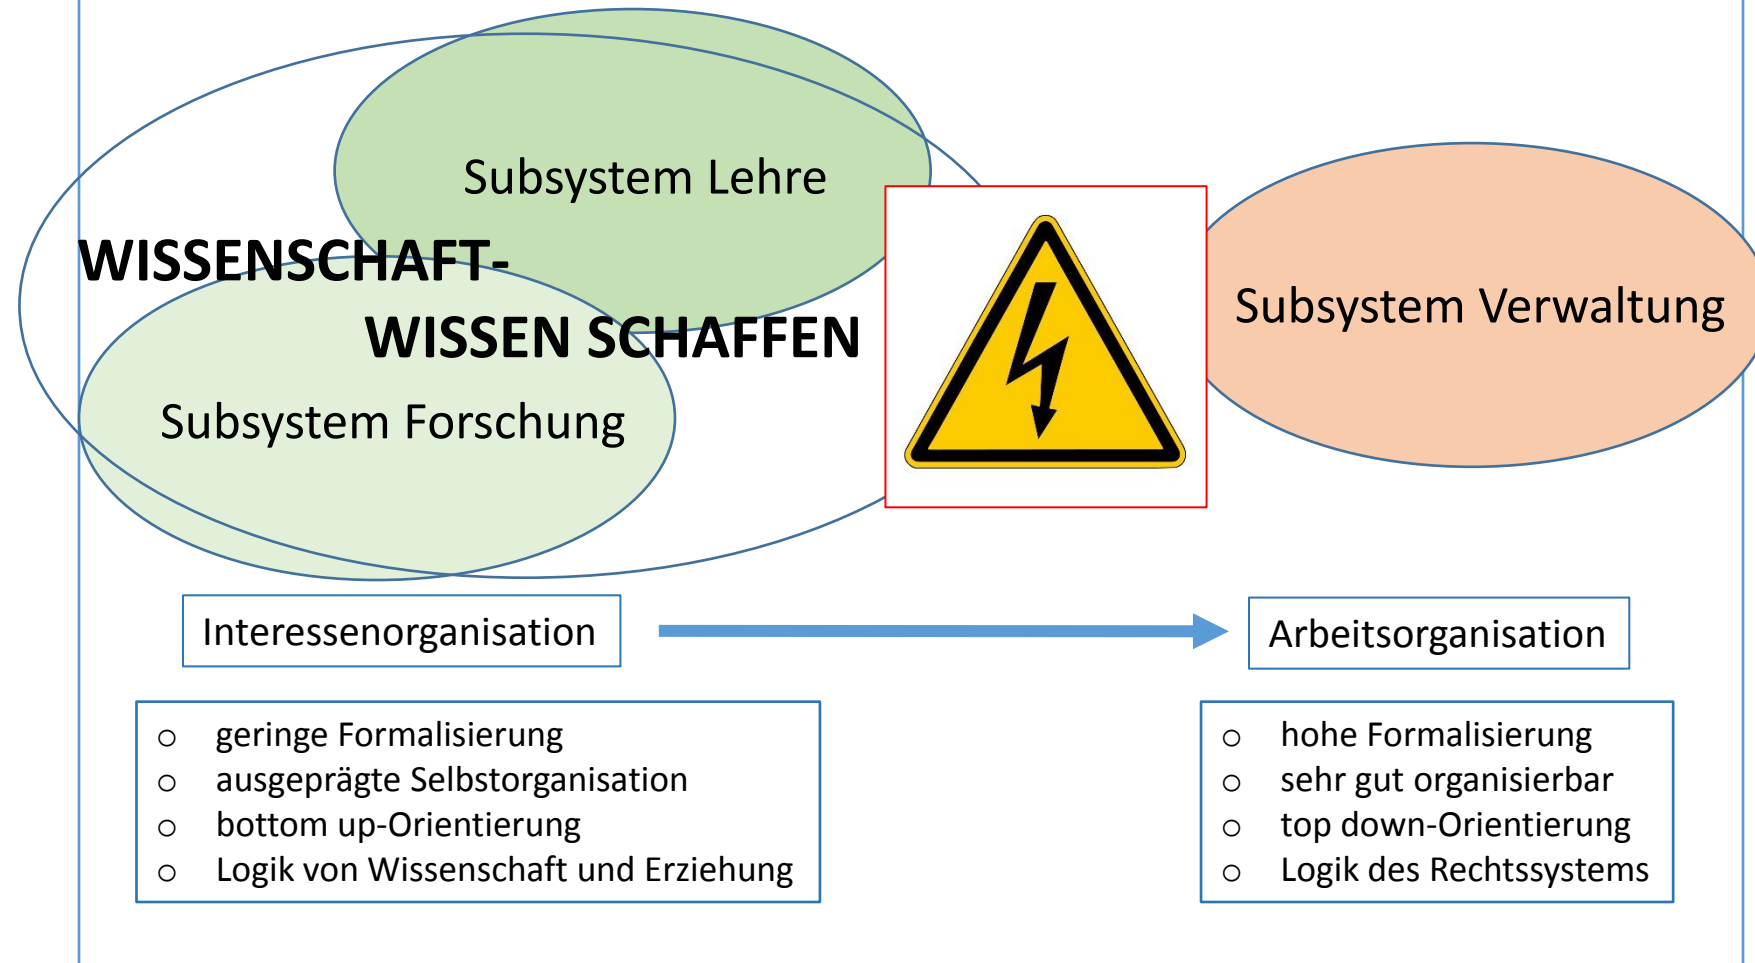 Subsystem Lehre
WISSENSCHAFT-
WISSEN SCHAFFEN
Subsystem Forschung
Subsystem Verwaltung
Interessenorganisation
Arbeitsorganisation
o geringe Formalisierung
o ausgeprägte Selbstorganisation
o bottom up-Orientierung
o Logik von Wissenschaft und Erziehung
o hohe Formalisierung
o sehr gut organisierbar
o top down-Orientierung
o Logik des Rechtssystems